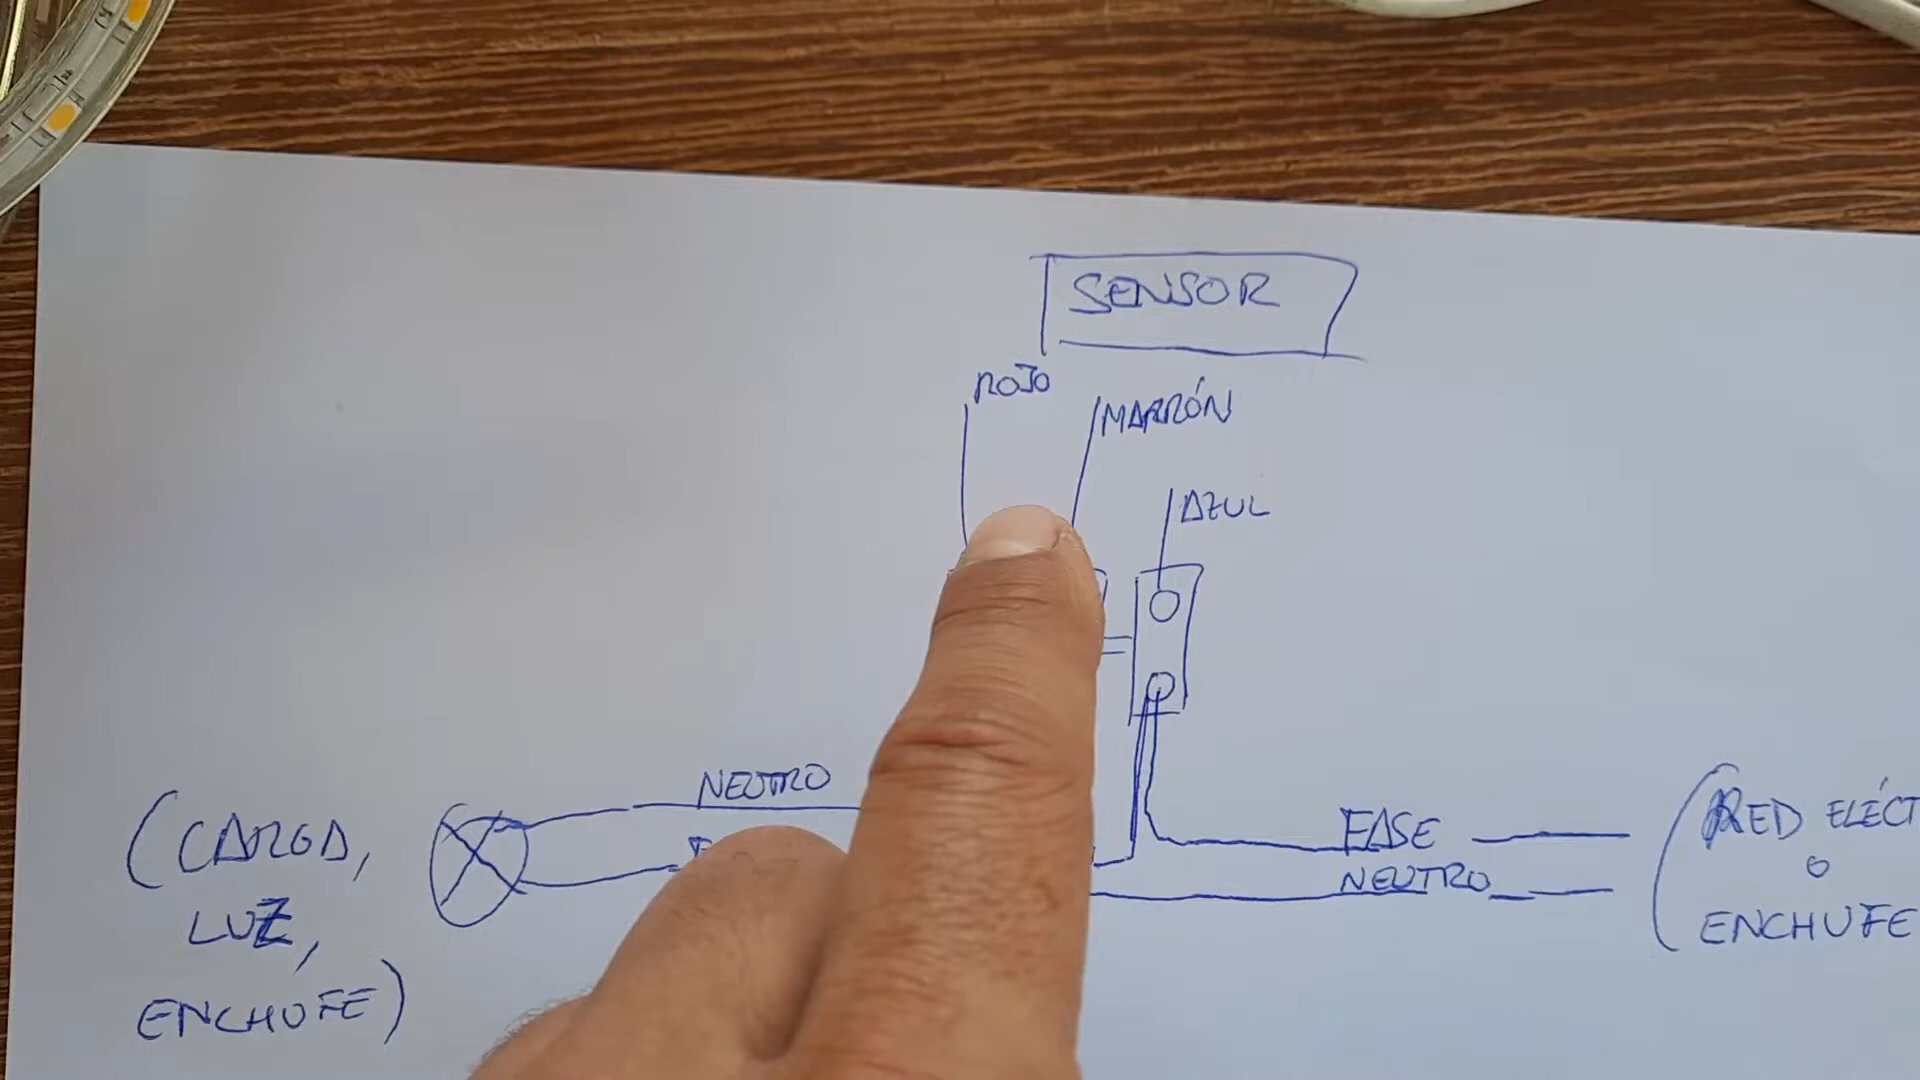 SENSOR
ROJO
MARRÓN
AZUL
NEUTRO
(CARGA,
LUZ,
ENCHUFE)
FASE
NEUTRO
(RED ELÉCT
O
ENCHUFE